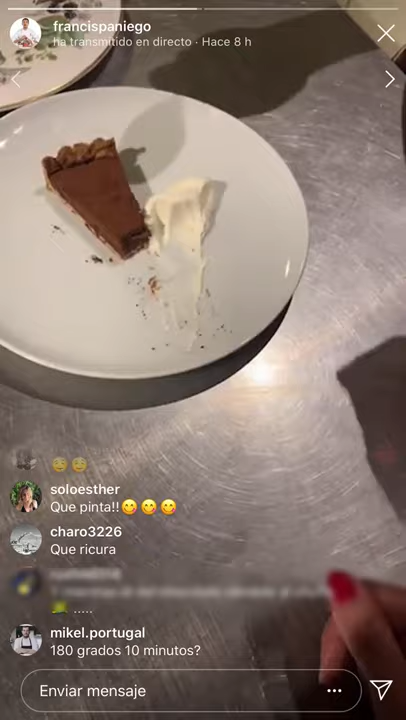 francispaniego
ha transmitido en directo · Hace 8 h
soloesther
Que pinta!!😋😋😋
charo3226
Que ricura
.....
mikel.portugal
180 grados 10 minutos?
Enviar mensaje